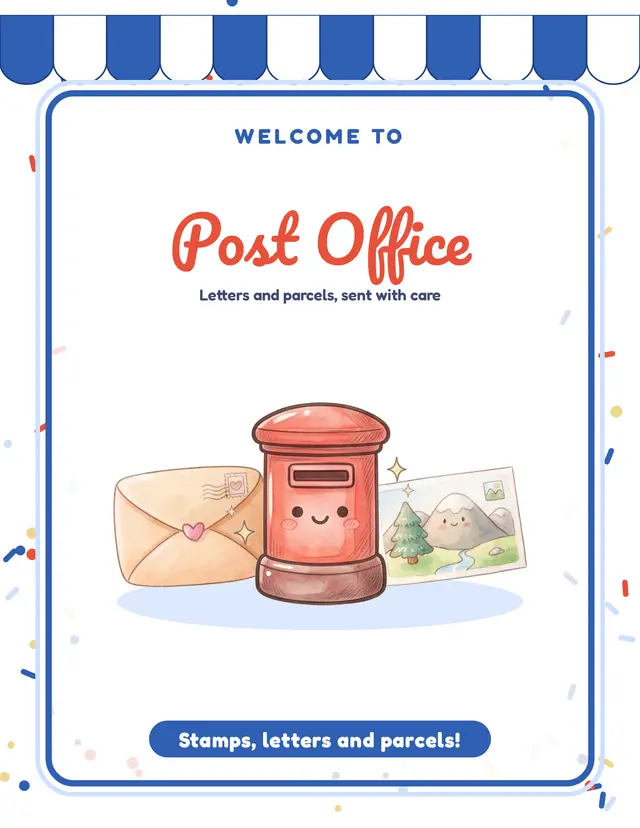 WELCOME TO
Post Office
Letters and parcels, sent with care
Stamps, letters and parcels!